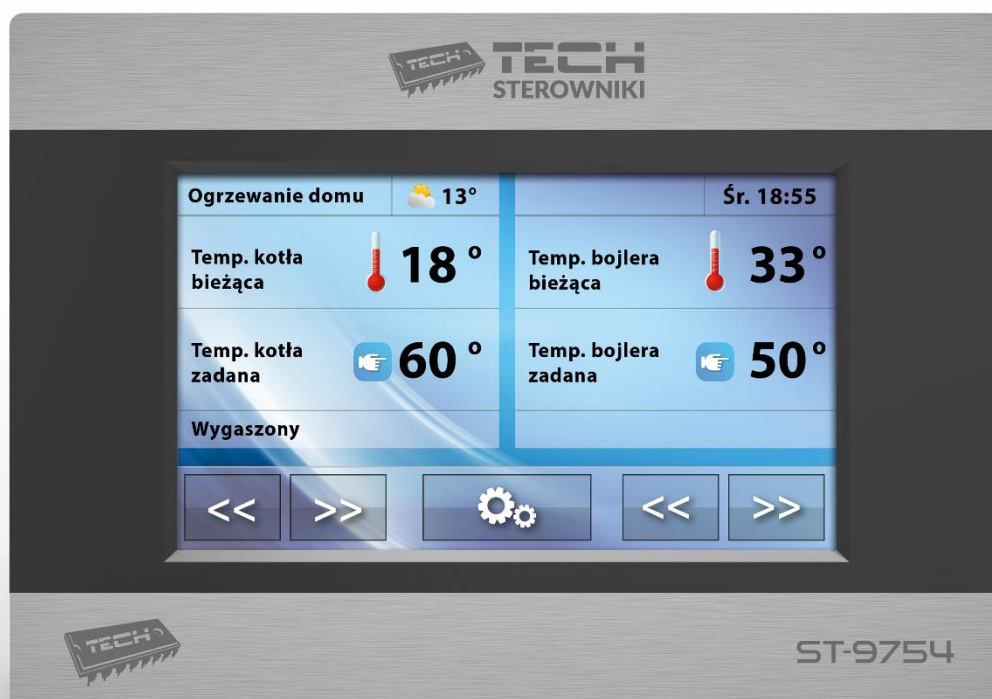 TECH
TECH
STEROWNIKI
Ogrzewanie domu
13°
Śr. 18:55
Temp. kotła
bieżąca
18°
Temp. bojlera
bieżąca
33°
Temp. kotła
zadana
60°
Temp. bojlera
zadana
50°
Wygaszony
<<
>>
<<
>>
TECH
ST-9754